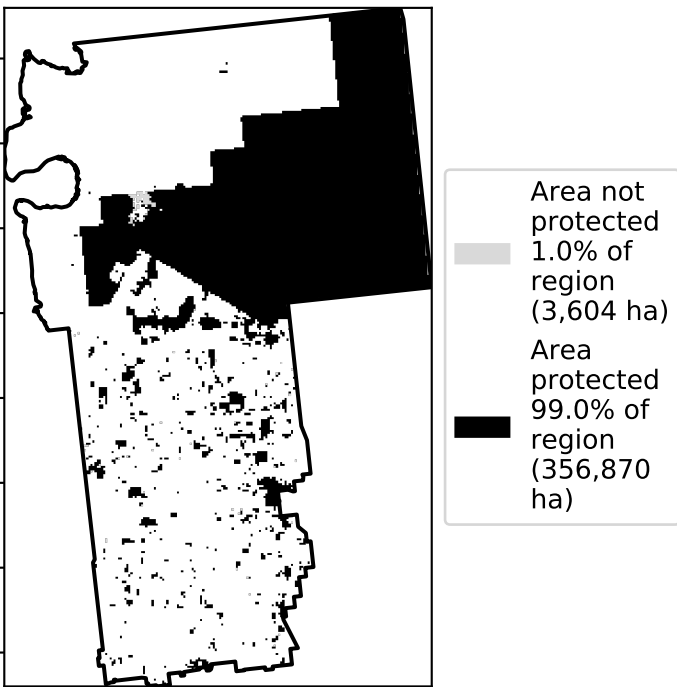 Area not
protected
1.0% of
region
(3,604 ha)
Area
protected
99.0% of
region
(356,870
ha)